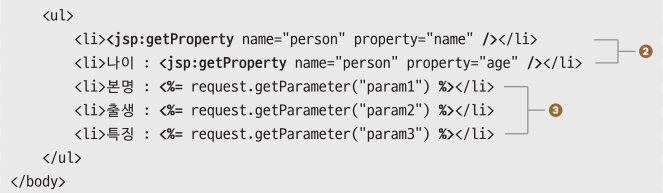 <ul>
<li><jsp:getProperty name="person" property="name" /></li>
<li>나이 : <jsp:getProperty name="person" property="age" /></li>
❷
<li>본명 : <%= request.getParameter("param1") %></li>
<li>출생 : <%= request.getParameter("param2") %></li>
❸
<li>특징 : <%= request.getParameter("param3") %></li>
</ul>
</body>